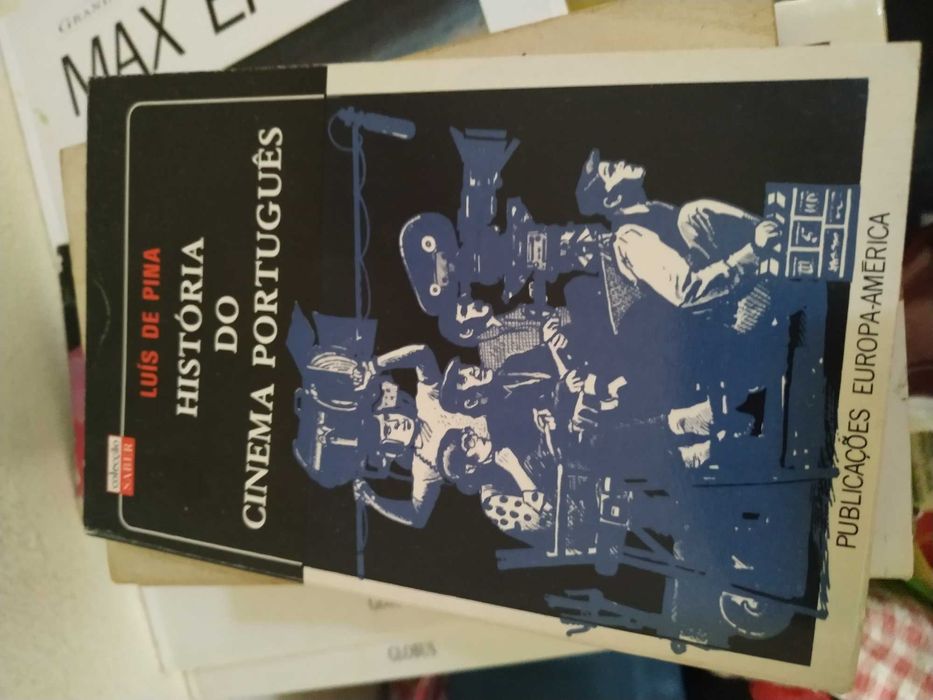 MAX
colecção
SABER
LUÍS DE PINA
HISTÓRIA
DO
CINEMA PORTUGUÊS
PUBLICAÇÕES EUROPA-AMÉRICA
GLOBUS